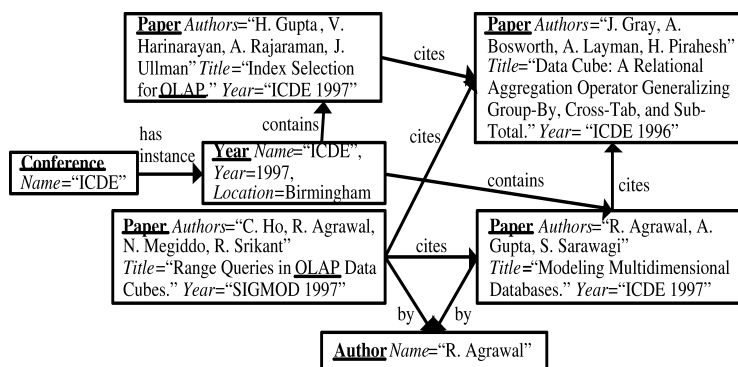 Paper Authors=“H. Gupta, V.
Harinarayan, A. Rajaraman, J.
Ullman” Title=“Index Selection
for OLAP.” Year=“ICDE 1997”
cites
Paper Authors=“J. Gray, A.
Bosworth, A. Layman, H. Pirahesh”
Title=“Data Cube: A Relational
Aggregation Operator Generalizing
Group-By, Cross-Tab, and Sub-
Total.” Year= “ICDE 1996”
contains
cites
has
instance
Conference
Name=“ICDE”
Year Name=“ICDE”,
Year=1997,
Location=Birmingham
contains
cites
Paper Authors=“C. Ho, R. Agrawal,
N. Megiddo, R. Srikant”
Title=“Range Queries in OLAP Data
Cubes.” Year=“SIGMOD 1997”
cites
Paper Authors=“R. Agrawal, A.
Gupta, S. Sarawagi”
Title=“Modeling Multidimensional
Databases.” Year=“ICDE 1997”
by
by
Author Name=“R. Agrawal”